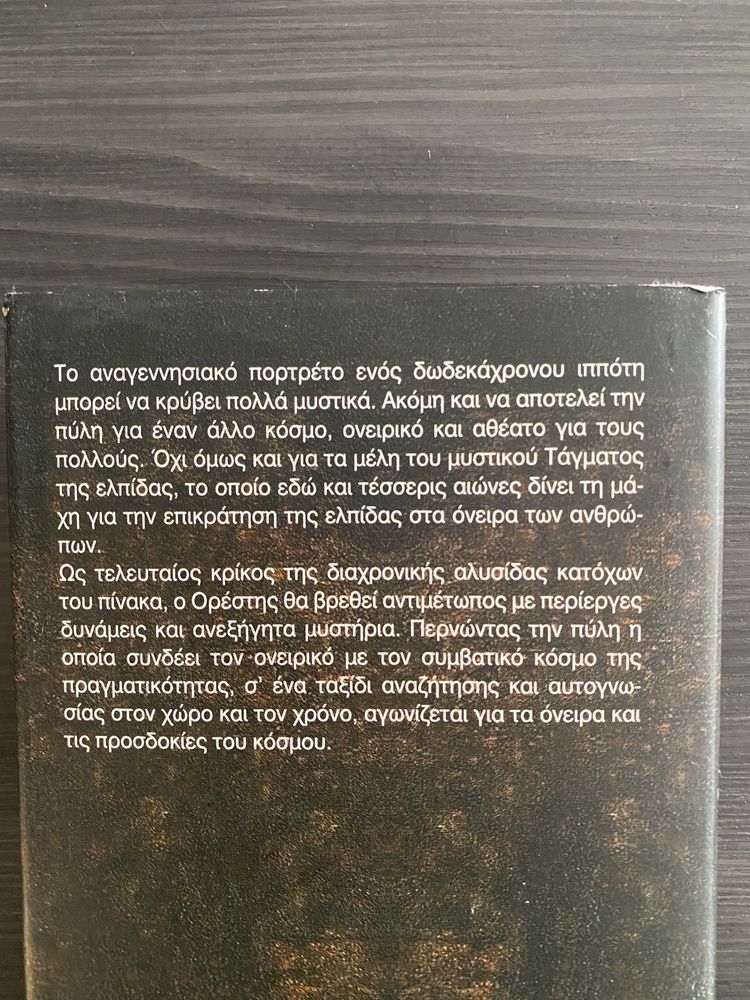 Το αναγεννησιακό πορτρέτο ενός δωδεκάχρονου ιππότη
μπορεί να κρύβει πολλά μυστικά. Ακόμη και να αποτελεί την
πύλη για έναν άλλο κόσμο, ονειρικό και αθέατο για τους
πολλούς. Όχι όμως και για τα μέλη του μυστικού Τάγματος
της ελπίδας, το οποίο εδώ και τέσσερις αιώνες δίνει τη μά-
χη για την επικράτηση της ελπίδας στα όνειρα των ανθρώ-
πων.
Ως τελευταίος κρίκος της διαχρονικής αλυσίδας κατόχων
του πίνακα, ο Ορέστης θα βρεθεί αντιμέτωπος με περίεργες
δυνάμεις και ανεξήγητα μυστήρια. Περνώντας την πύλη η
οποία συνδέει τον ονειρικό με τον συμβατικό κόσμο της
πραγματικότητας, σ' ένα ταξίδι αναζήτησης και αυτογνω-
σίας στον χώρο και τον χρόνο, αγωνίζεται για τα όνειρα και
τις προσδοκίες του κόσμου.